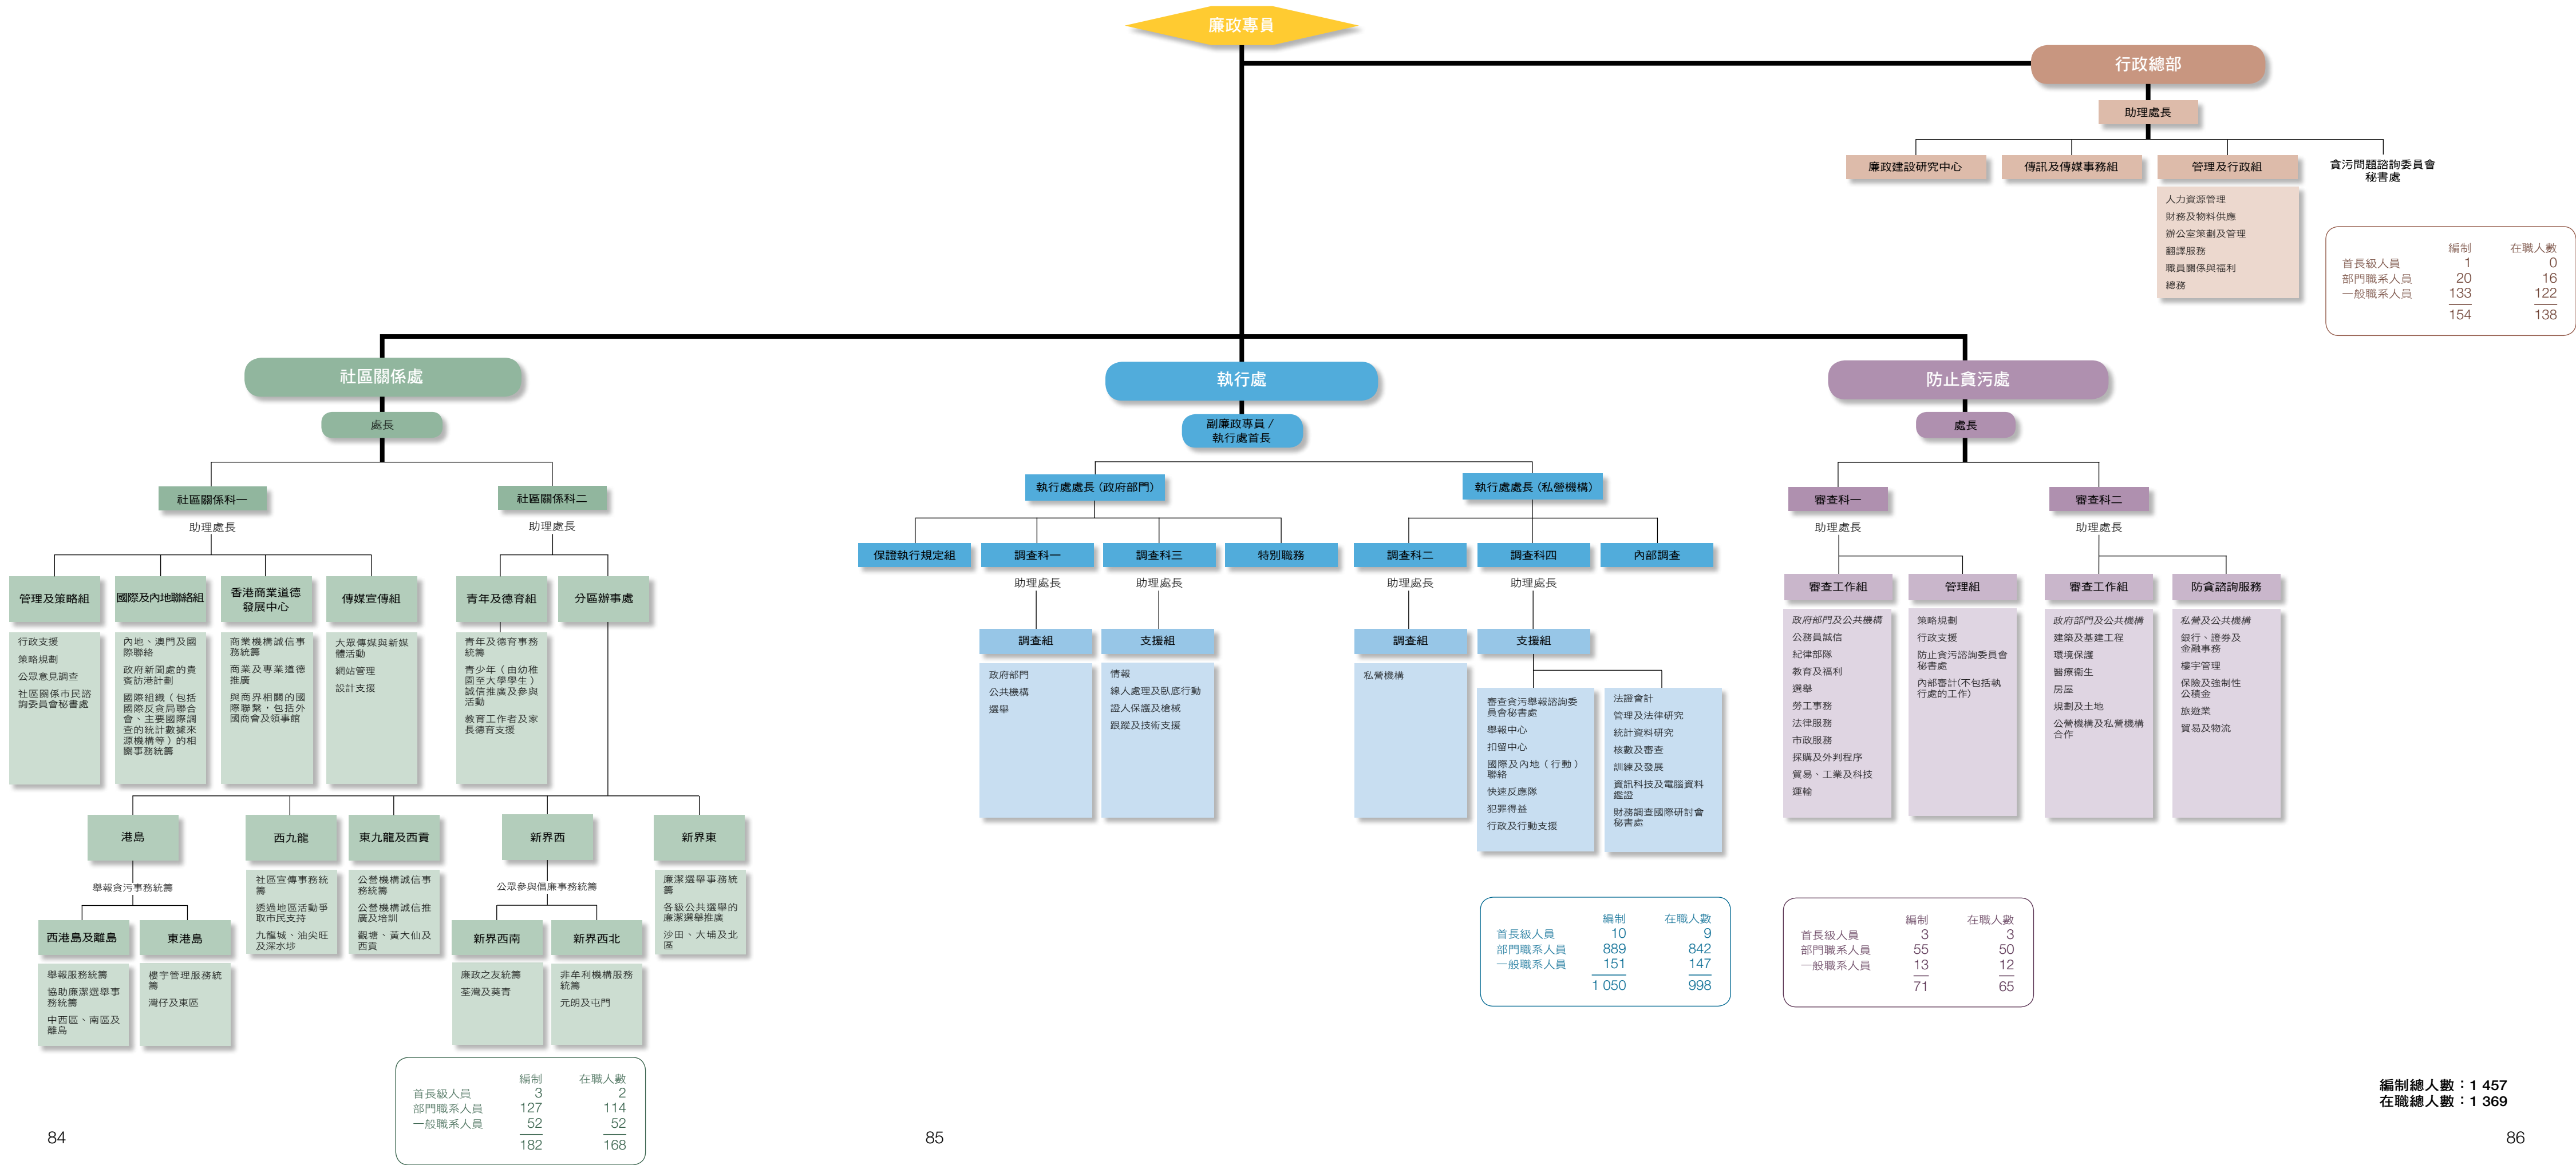 廉政專員
行政總部
助理處長
廉政建設研究中心
傳訊及傳媒事務組
管理及行政組
貪污問題諮詢委員會
秘書處
人力資源管理
財務及物料供應
辦公室策劃及管理
翻譯服務
職員關係與福利
總務
編制 在職人數
首長級人員 1 0
部門職系人員 20 16
一般職系人員 133 122
154 138
社區關係處
處長
社區關係科一
助理處長
社區關係科二
助理處長
管理及策略組
行政支援
策略規劃
公眾意見調查
社區關係市民諮
詢委員會秘書處
國際及內地聯絡組
內地、澳門及國
際聯絡
政府新聞處的貴
賓訪港計劃
國際組織（包括
國際反貪局聯合
會、主要國際調
查的統計數據來
源機構等）的相
關事務統籌
香港商業道德
發展中心
商業機構誠信事
務統籌
商業及專業道德
推廣
與商界相關的國
際聯繫，包括外
國商會及領事館
傳媒宣傳組
大眾傳媒與新媒
體活動
網站管理
設計支援
青年及德育組
青年及德育事務
統籌
青少年（由幼稚
園至大學學生）
誠信推廣及參與
活動
教育工作者及家
長德育支援
分區辦事處
港島
舉報貪污事務統籌
西港島及離島
舉報服務統籌
協助廉潔選舉事
務統籌
中西區、南區及
離島
東港島
樓宇管理服務統
籌
灣仔及東區
西九龍
社區宣傳事務統
籌
透過地區活動爭
取市民支持
九龍城、油尖旺
及深水埗
東九龍及西貢
公營機構誠信事
務統籌
公營機構誠信推
廣及培訓
觀塘、黃大仙及
西貢
新界西
公眾參與倡廉事務統籌
新界西南
廉政之友統籌
荃灣及葵青
新界西北
非牟利機構服務
統籌
元朗及屯門
新界東
廉潔選舉事務統
籌
各級公共選舉的
廉潔選舉推廣
沙田、大埔及北
區
編制 在職人數
首長級人員 3 2
部門職系人員 127 114
一般職系人員 52 52
182 168
執行處
副廉政專員 /
執行處首長
執行處處長 (政府部門)
執行處處長 (私營機構)
保證執行規定組
調查科一
助理處長
調查組
政府部門
公共機構
選舉
調查科三
助理處長
支援組
情報
線人處理及臥底行動
證人保護及槍械
跟蹤及技術支援
特別職務
調查科二
助理處長
調查組
私營機構
調查科四
助理處長
支援組
審查貪污舉報諮詢委
員會秘書處
舉報中心
扣留中心
國際及內地（行動）
聯絡
快速反應隊
犯罪得益
行政及行動支援
法證會計
管理及法律研究
統計資料研究
核數及審查
訓練及發展
資訊科技及電腦資料
鑑證
財務調查國際研討會
秘書處
內部調查
編制 在職人數
首長級人員 10 9
部門職系人員 889 842
一般職系人員 151 147
1 050 998
防止貪污處
處長
審查科一
助理處長
審查工作組
政府部門及公共機構
公務員誠信
紀律部隊
教育及福利
選舉
勞工事務
法律服務
市政服務
採購及外判程序
貿易、工業及科技
運輸
管理組
策略規劃
行政支援
防止貪污諮詢委員會
秘書處
內部審計(不包括執
行處的工作)
審查科二
助理處長
審查工作組
政府部門及公共機構
建築及基建工程
環境保護
醫療衞生
房屋
規劃及土地
公營機構及私營機構
合作
防貪諮詢服務
私營及公共機構
銀行、證券及
金融事務
樓宇管理
保險及強制性
公積金
旅遊業
貿易及物流
編制 在職人數
首長級人員 3 3
部門職系人員 55 50
一般職系人員 13 12
71 65
編制總人數：1 457
在職總人數：1 369
84
85
86